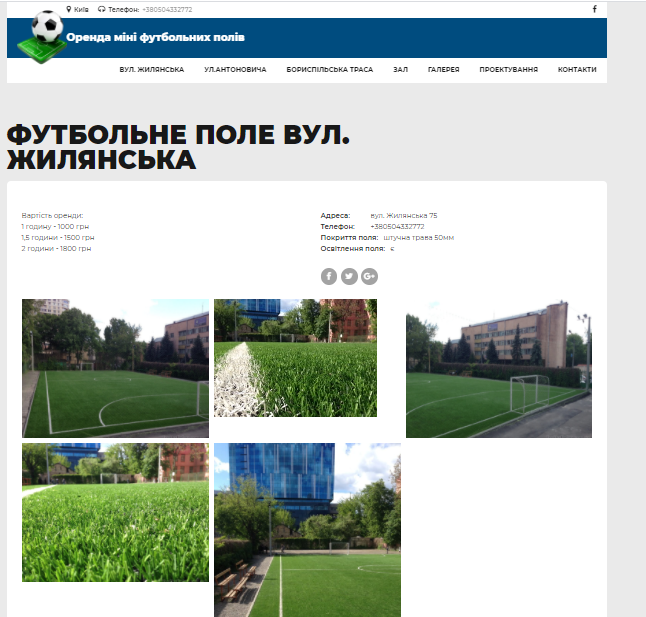 Київ Телефон: +380504332772
Оренда міні футбольних полів
ВУЛ. ЖИЛЯНСЬКА УЛ.АНТОНОВИЧА БОРИСПІЛЬСЬКА ТРАСА ЗАЛ ГАЛЕРЕЯ ПРОЕКТУВАННЯ КОНТАКТИ
ФУТБОЛЬНЕ ПОЛЕ ВУЛ.
ЖИЛЯНСЬКА
Вартість оренди:
1 годину - 1000 грн
1,5 години - 1500 грн
2 години - 1800 грн
Адреса: вул. Жилянська 75
Телефон: +380504332772
Покриття поля: штучна трава 50мм
Освітлення поля: є